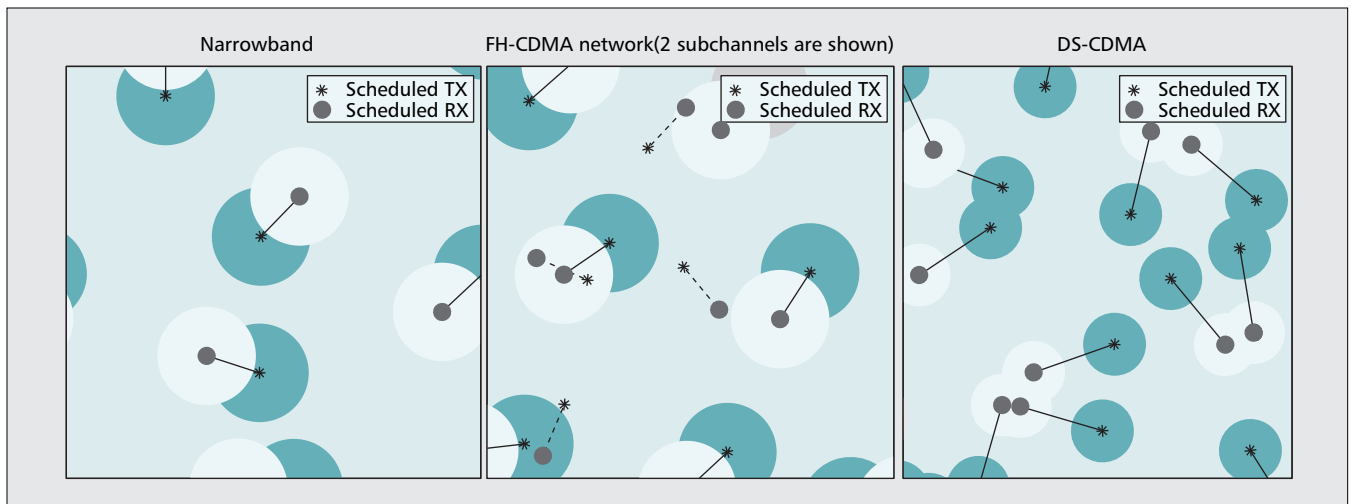 Narrowband
FH-CDMA network(2 subchannels are shown)
DS-CDMA
Scheduled TX
Scheduled RX
Scheduled TX
Scheduled RX
Scheduled TX
Scheduled RX